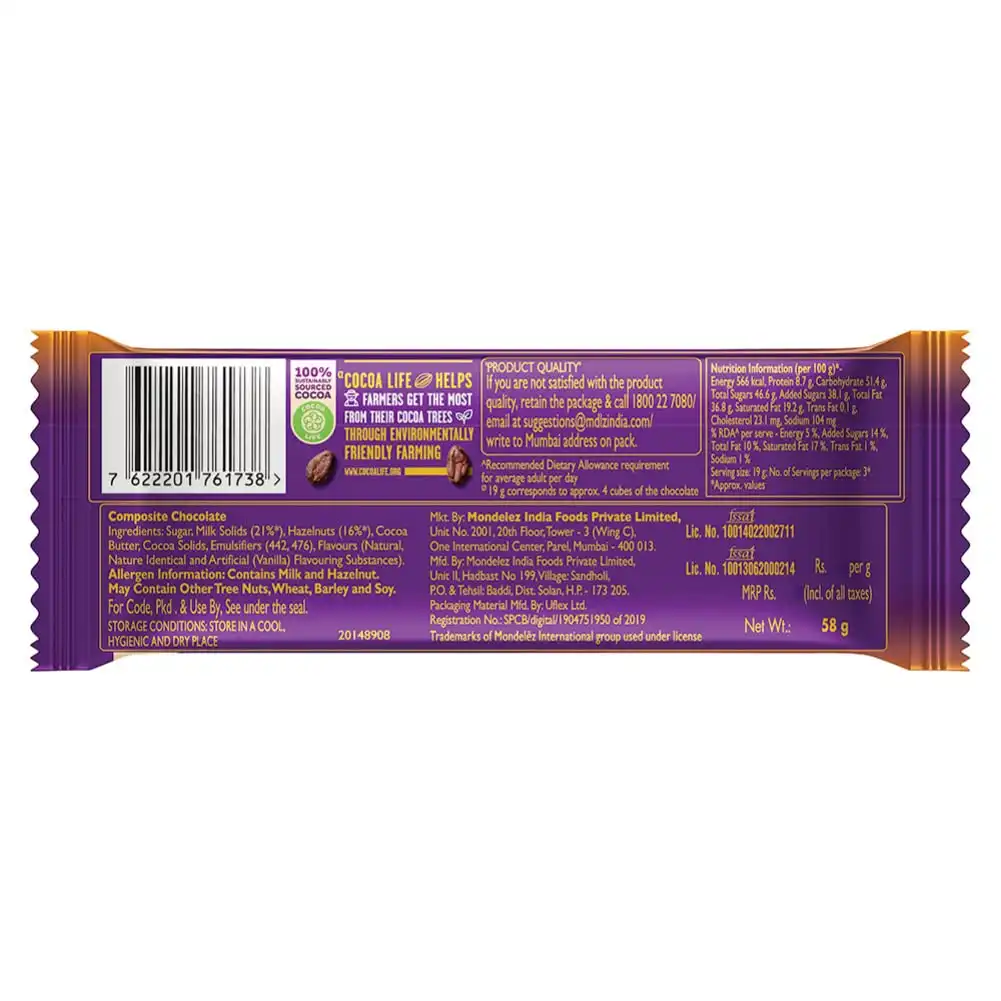 7 622201 761738 >
100%
SUSTAINABLY
SOURCED
COCOA
COCOA
LIFE
"COCOA LIFE HELPS
FARMERS GET THE MOST
FROM THEIR COCOA TREES
THROUGH ENVIRONMENTALLY
FRIENDLY FARMING
WWW.COCOALIFE.ORG
'PRODUCT QUALITY'
If you are not satisfied with the product
quality, retain the package & call 1800 22 7080/
email at suggestions@mdlzindia.com/
write to Mumbai address on pack.
^Recommended Dietary Allowance requirement
for average adult per day
19 g corresponds to approx. 4 cubes of the chocolate
Nutrition Information (per 100 g)*-
Energy 566 kcal, Protein 8.7 g, Carbohydrate 51.4 g,
Total Sugars 46.6 g, Added Sugars 38.1 g, Total Fat
36.8 g, Saturated Fat 19.2 g, Trans Fat 0.1 g,
Cholesterol 23.1 mg, Sodium 104 mg
% RDA^ per serve - Energy 5 %, Added Sugars 14 %,
Total Fat 10 %, Saturated Fat 17 %, Trans Fat 1 %,
Sodium 1 %
Serving size: 19 g; No. of Servings per package: 3*
*Approx. values
Composite Chocolate
Ingredients: Sugar, Milk Solids (21%*), Hazelnuts (16%*), Cocoa
Butter, Cocoa Solids, Emulsifiers (442, 476), Flavours (Natural,
Nature Identical and Artificial (Vanilla) Flavouring Substances).
Allergen Information: Contains Milk and Hazelnut.
May Contain Other Tree Nuts, Wheat, Barley and Soy.
For Code, Pkd . & Use By, See under the seal.
STORAGE CONDITIONS: STORE IN A COOL,
HYGIENIC AND DRY PLACE
20148908
Mkt. By: Mondelez India Foods Private Limited,
Unit No. 2001, 20th Floor, Tower - 3 (Wing C),
One International Center, Parel, Mumbai - 400 013.
Mfd. By: Mondelez India Foods Private Limited,
Unit II, Hadbast No 199, Village: Sandholi,
P.O. & Tehsil: Baddi, Dist. Solan, H.P. - 173 205.
Packaging Material Mfd. By: Uflex Ltd.
Registration No.: SPCB/digital/1904751950 of 2019
Trademarks of Mondelēz International group used under license
fssai
Lic. No. 10014022002711
fssai
Lic. No. 10013062000214
Rs. per g
MRP Rs. (Incl. of all taxes)
Net Wt.: 58 g